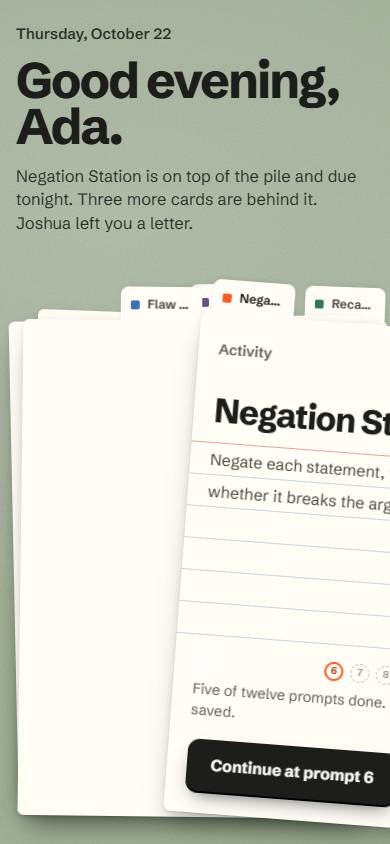 Thursday, October 22
Good evening,
Ada.
Negation Station is on top of the pile and due
tonight. Three more cards are behind it.
Joshua left you a letter.
Flaw ...
Nega...
Reca...
Activity
Negation St
Negate each statement,
whether it breaks the arg
6 7 8
Five of twelve prompts done.
saved.
Continue at prompt 6